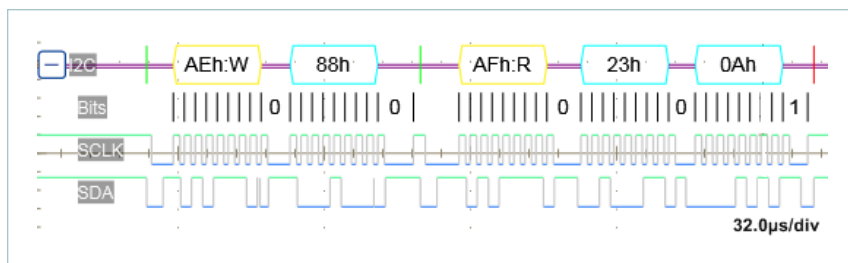 I2C AEh:W 88h AFh:R 23h 0Ah
Bits 0 0 0 0 1
SCLK
SDA
32.0µs/div